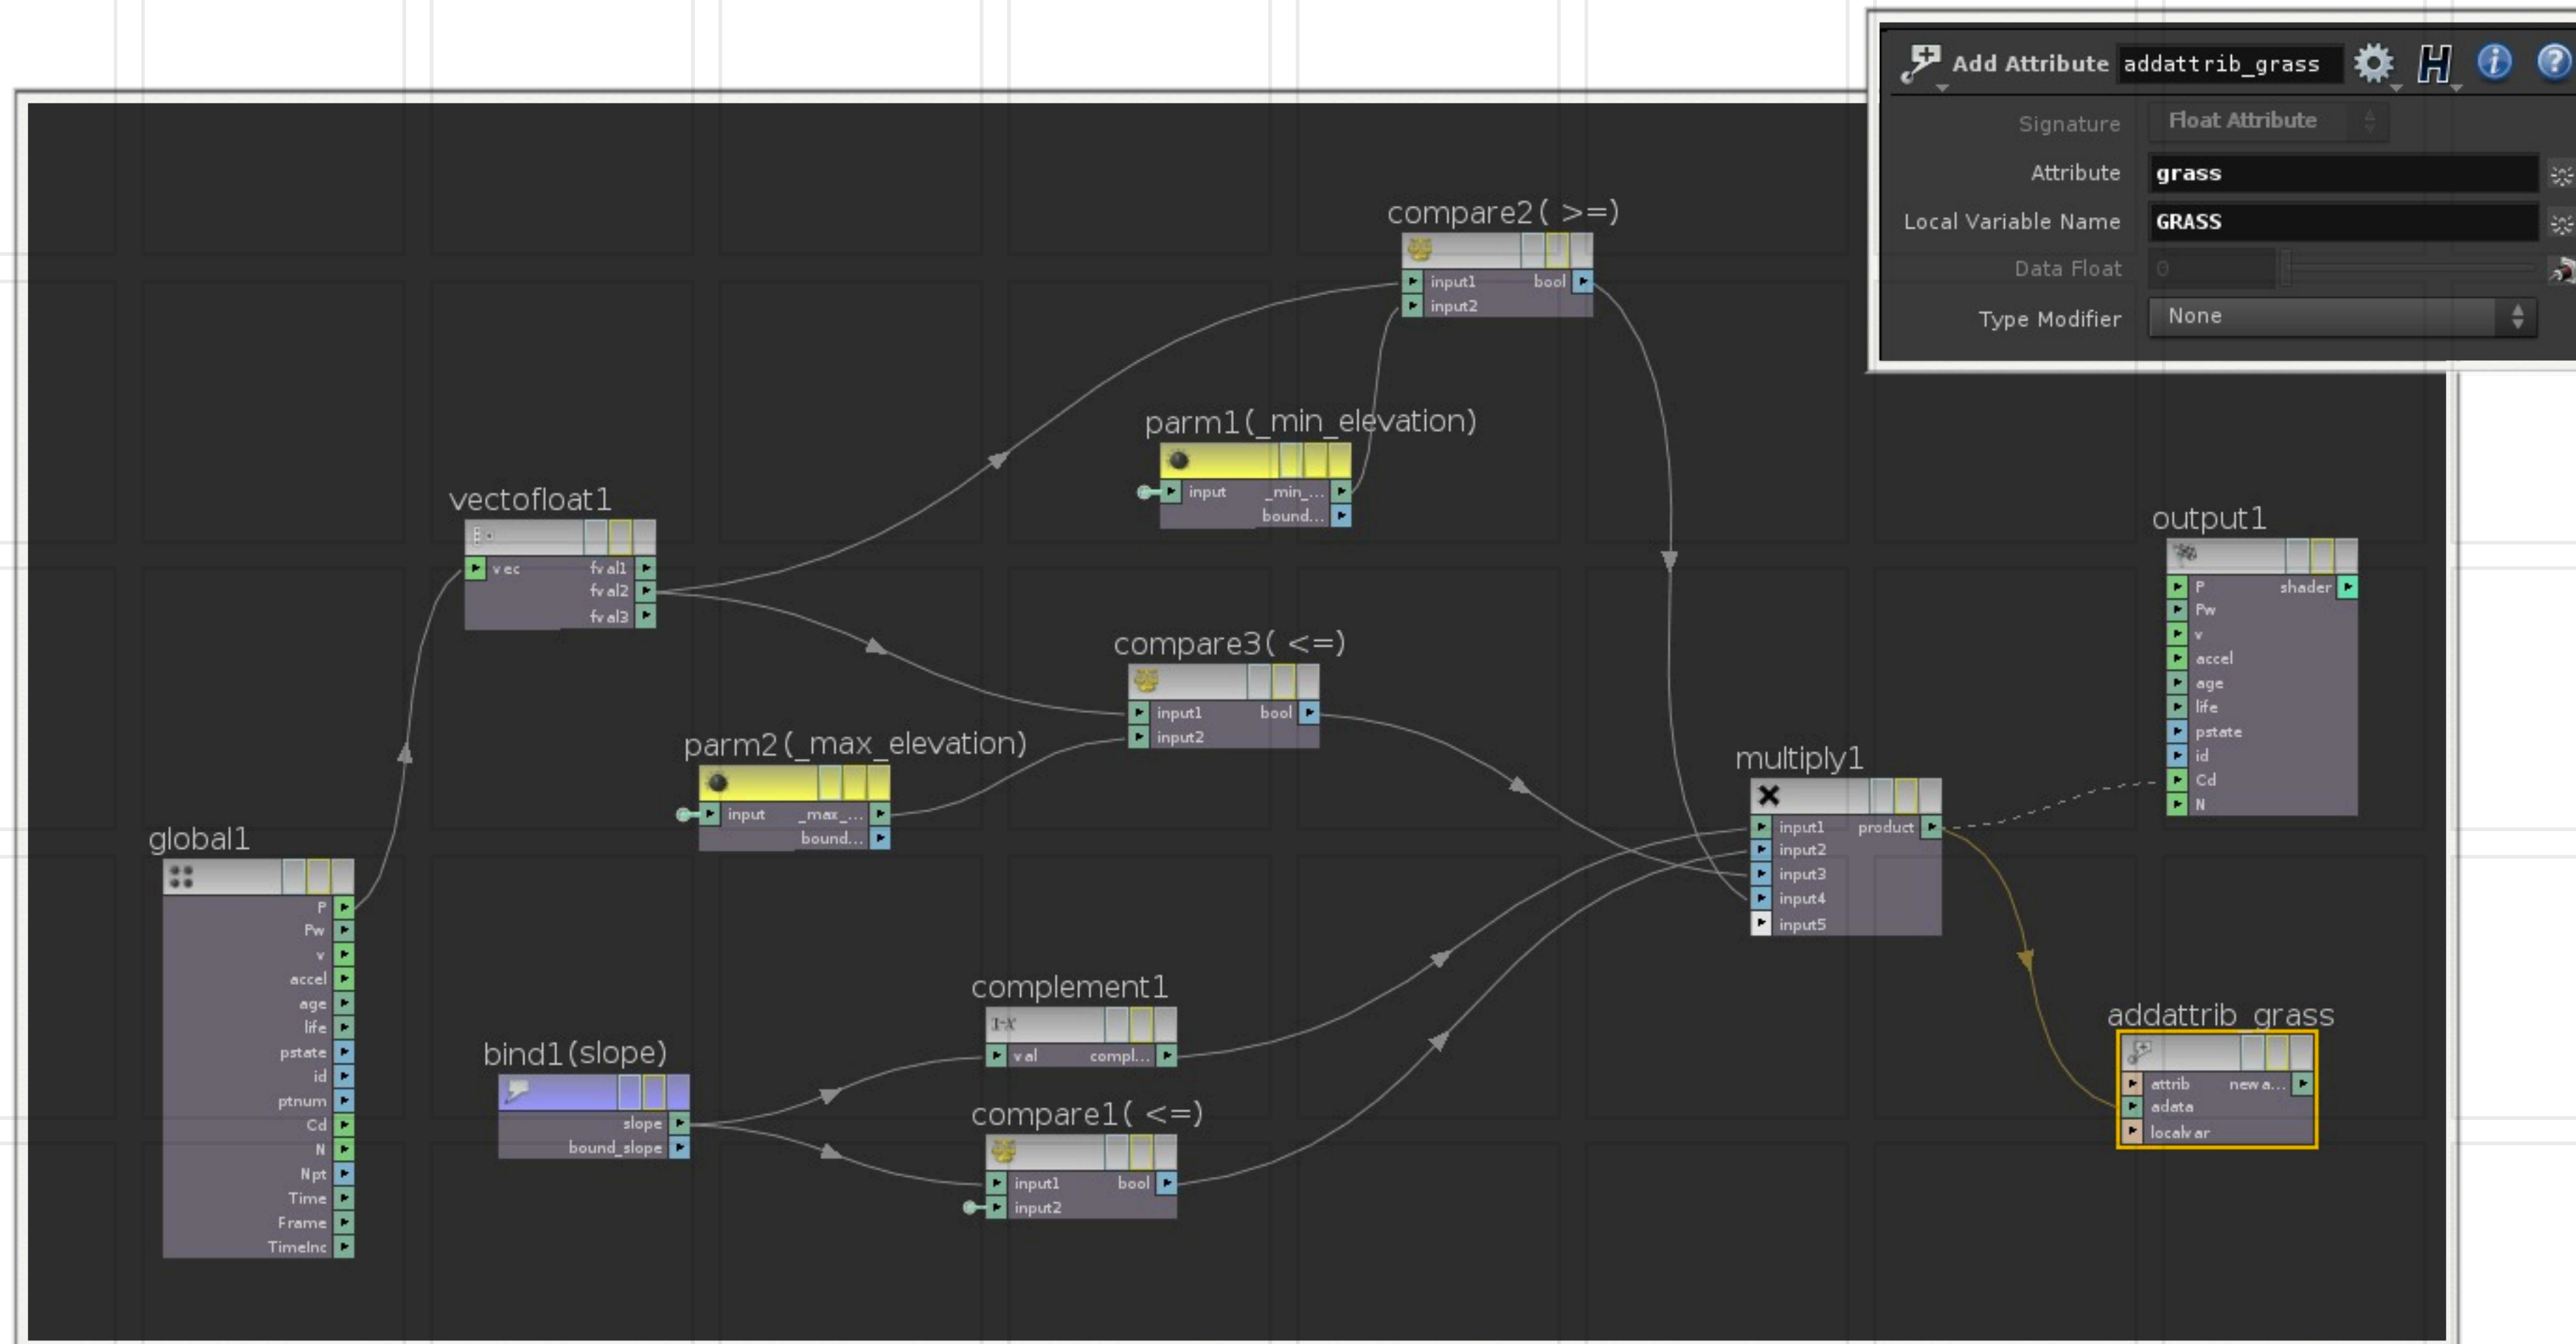 Add Attribute addattrib_grass
Signature Float Attribute
Attribute grass
Local Variable Name GRASS
Data Float 0
Type Modifier None
compare2( >=)
input1 bool
input2
parm1(_min_elevation)
input _min_...
bound...
vectofloat1
vec fval1
fval2
fval3
output1
P shader
Pw
v
accel
age
life
pstate
id
Cd
N
compare3( <=)
input1 bool
input2
parm2(_max_elevation)
input _max_...
bound...
multiply1
input1 product
input2
input3
input4
input5
global1
P
Pw
v
accel
age
life
pstate
id
ptnum
Cd
N
Npt
Time
Frame
TimeInc
complement1
1-X
val compl...
bind1(slope)
slope
bound_slope
compare1( <=)
input1 bool
input2
addattrib_grass
attrib newa...
adata
localvar